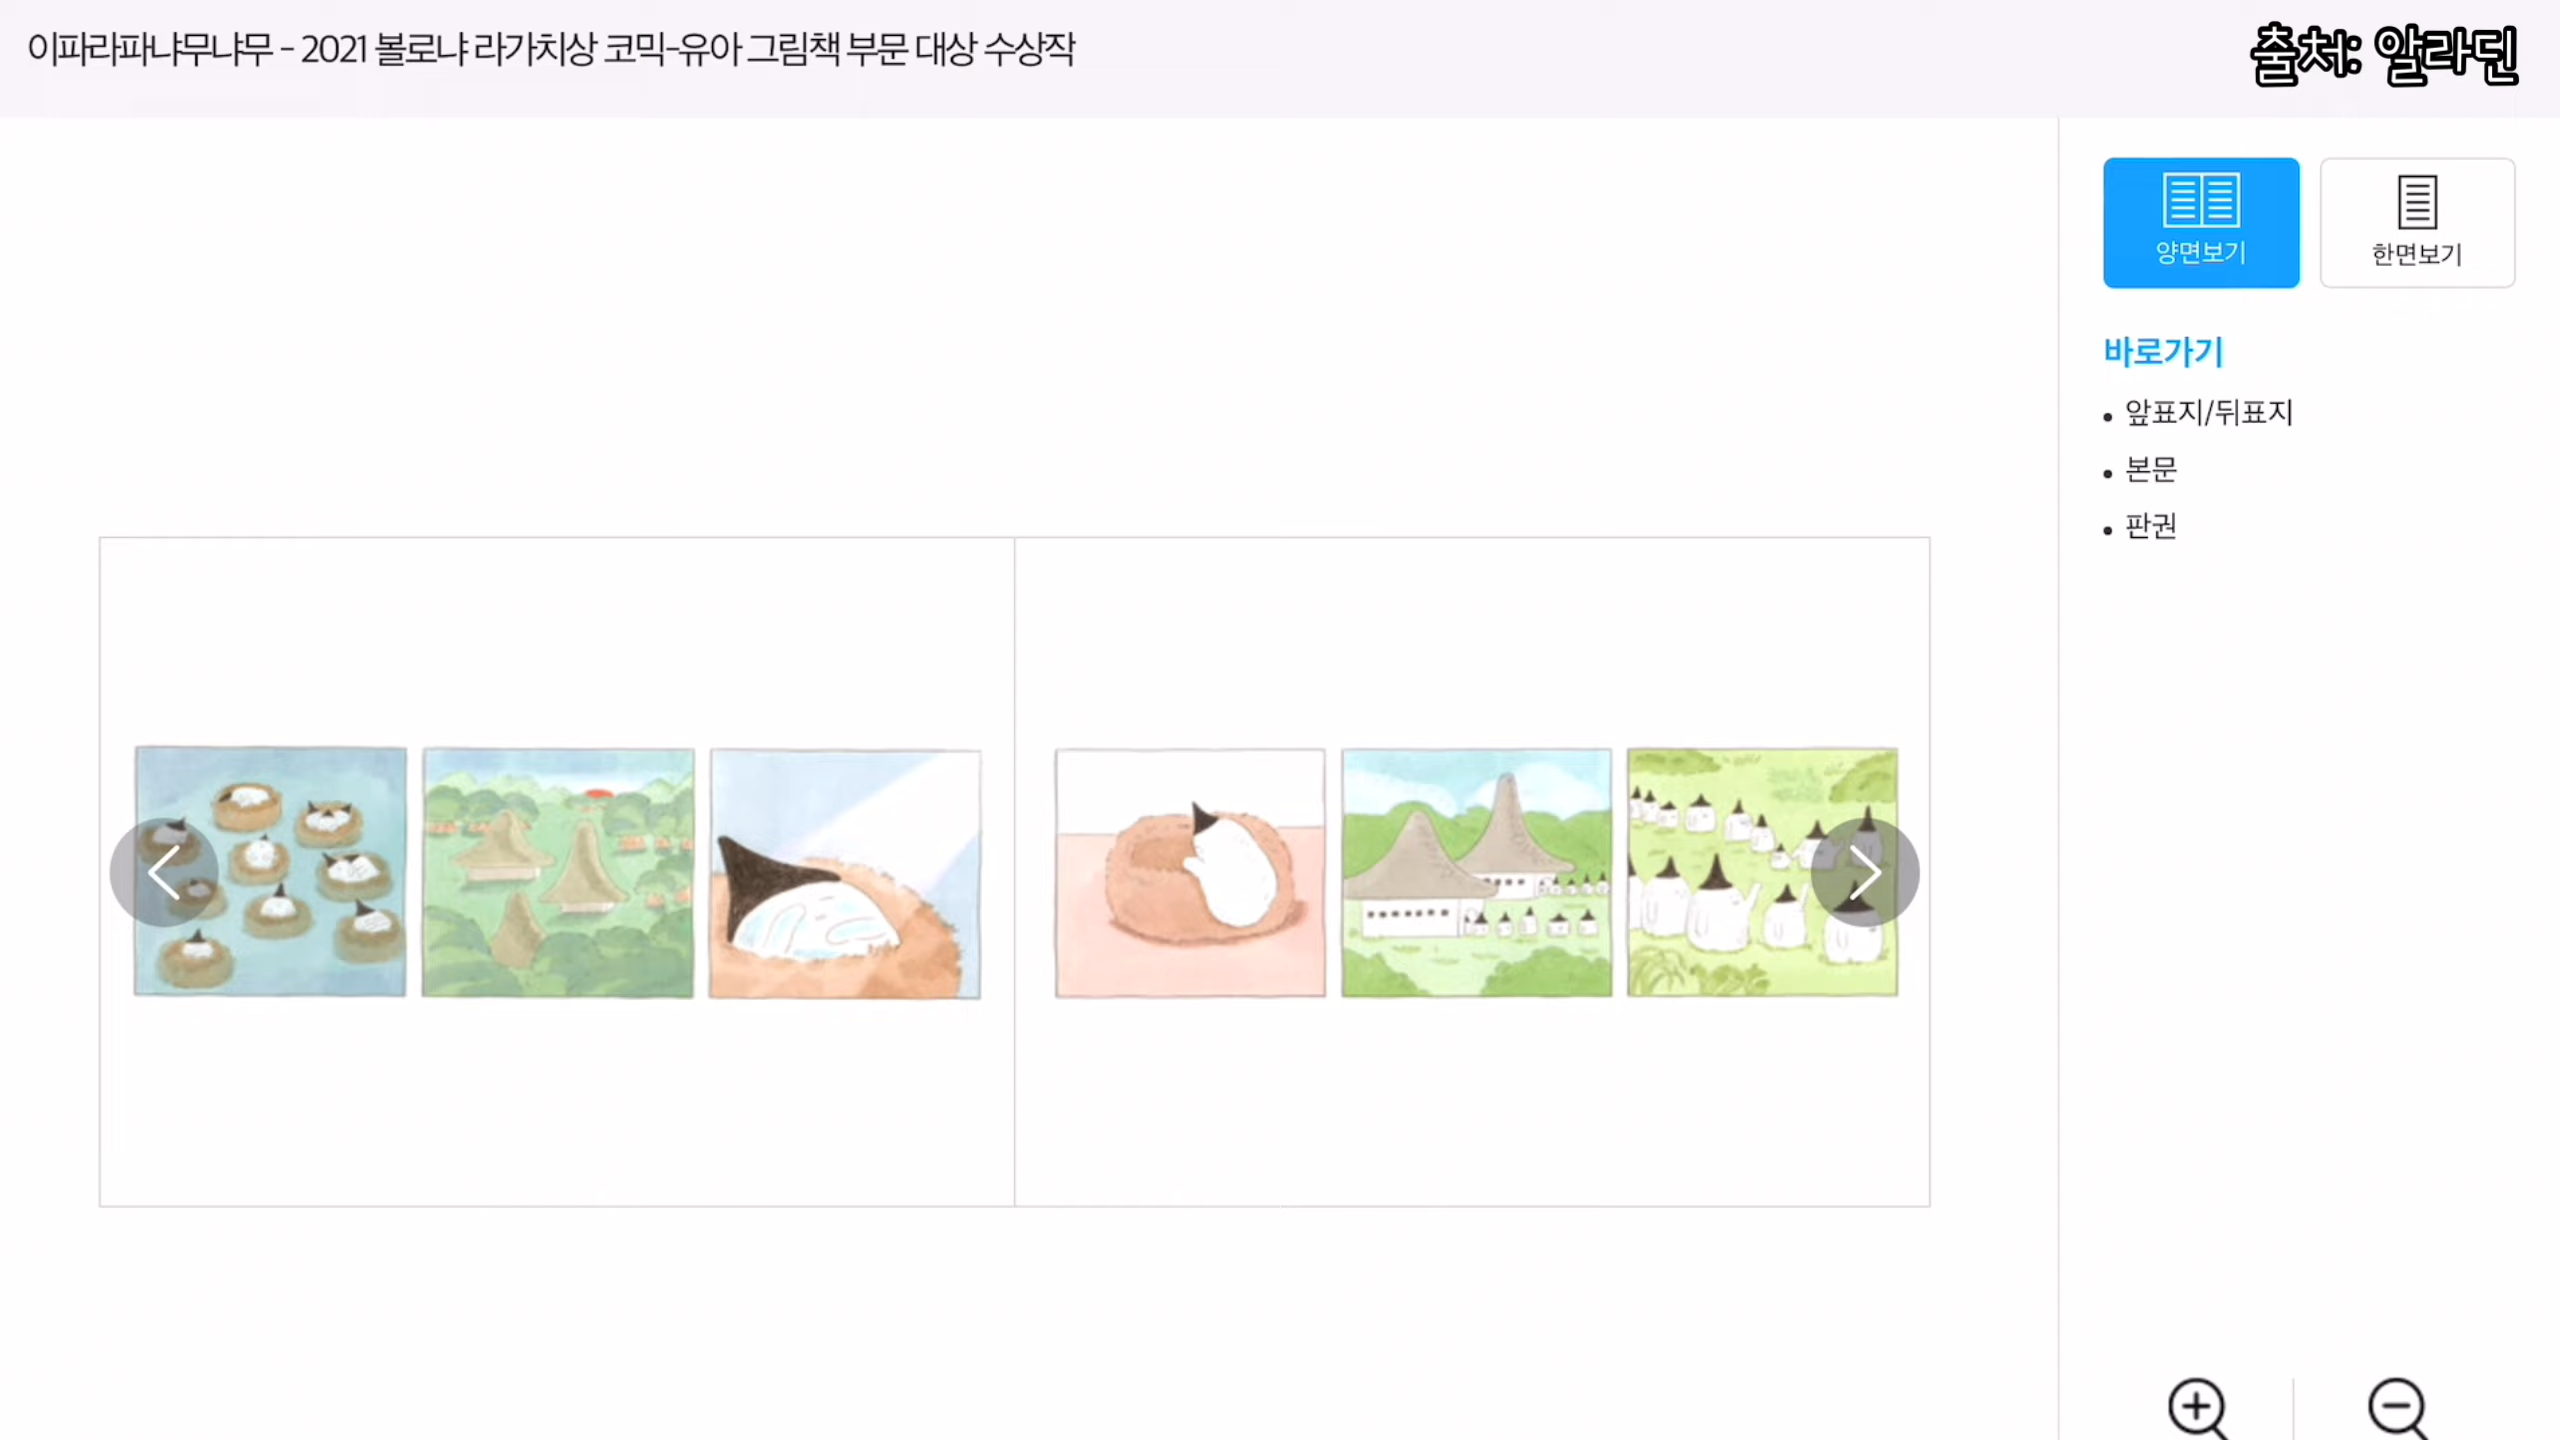 이파라파냐무냐무 - 2021 볼로냐 라가치상 코믹-유아 그림책 부문 대상 수상작
출처: 알라딘
양면보기
한면보기
바로가기
• 앞표지/뒤표지
• 본문
• 판권